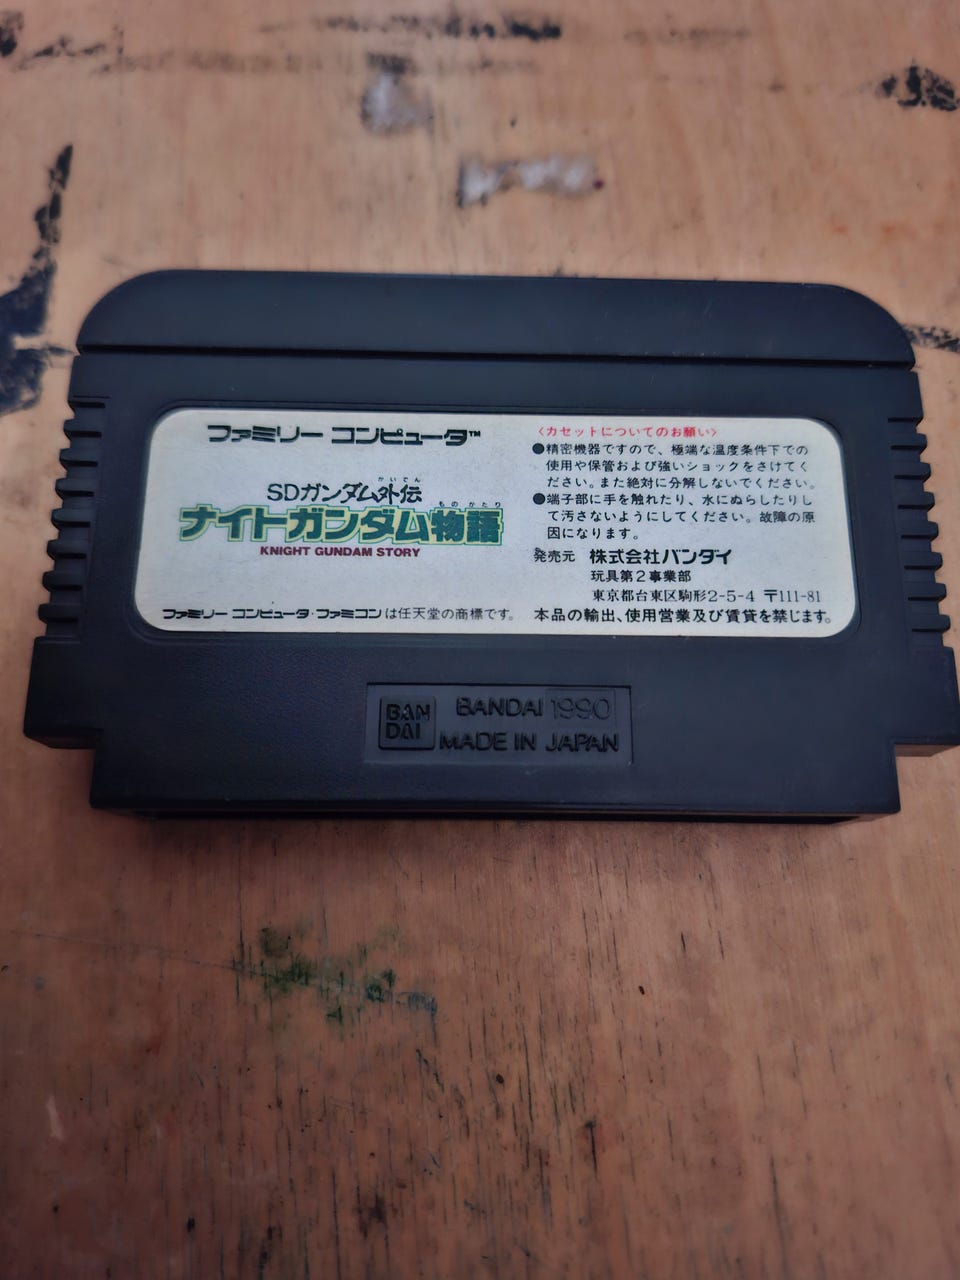 ファミリー コンピュータ™
かいでん
SDガンダム外伝
ものがたり
ナイトガンダム物語
KNIGHT GUNDAM STORY
ファミリー コンピュータ・ファミコンは任天堂の商標です。
〈カセットについてのお願い〉
●精密機器ですので、極端な温度条件下での
使用や保管および強いショックをさけてく
ださい。また絶対に分解しないでください。
●端子部に手を触れたり、水にぬらしたりし
て汚さないようにしてください。故障の原
因になります。
発売元 株式会社バンダイ
玩具第2事業部
東京都台東区駒形2-5-4 〒111-81
本品の輸出、使用営業及び賃貸を禁じます。
BAN
DAI
BANDAI 1990
MADE IN JAPAN